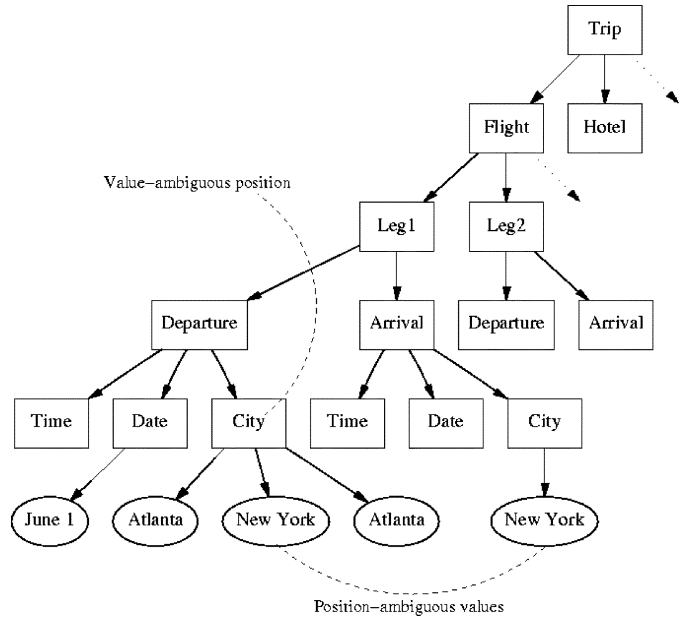 Trip
Flight
Hotel
Value-ambiguous position
Leg1
Leg2
Departure
Arrival
Departure
Arrival
Time
Date
City
Time
Date
City
June 1
Atlanta
New York
Atlanta
New York
Position-ambiguous values